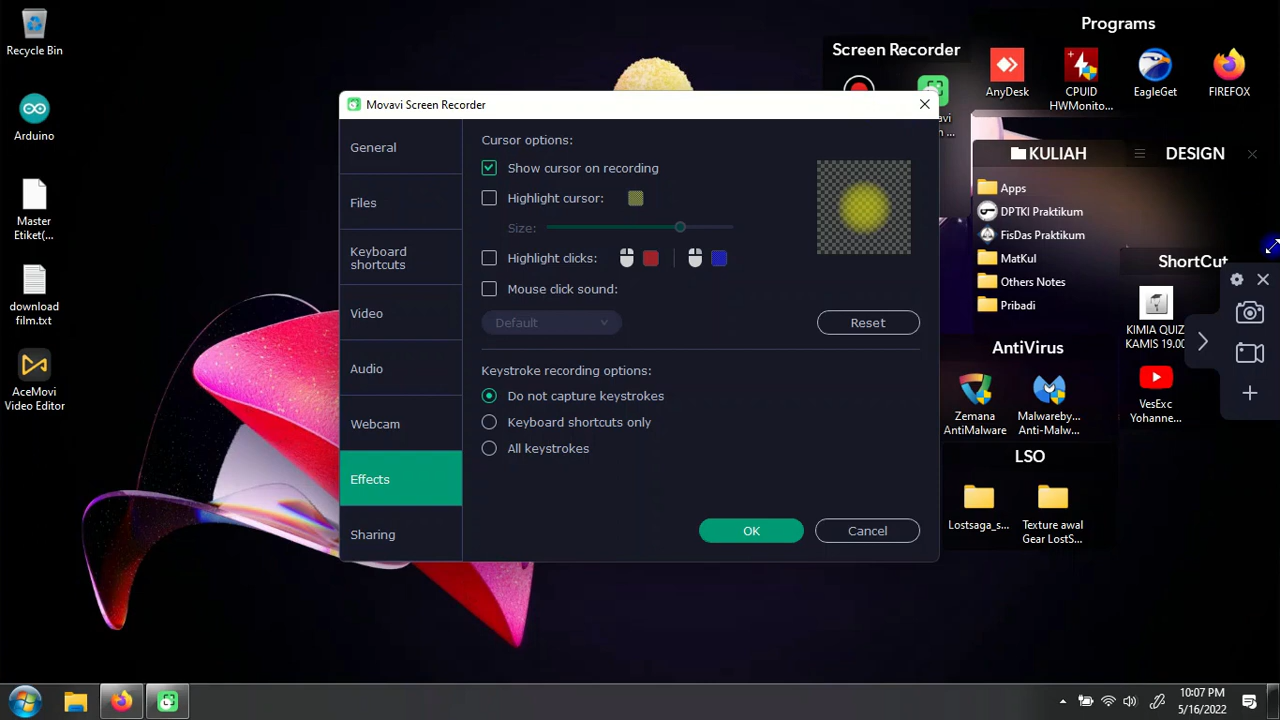 Recycle Bin
Arduino
Master
Etiket(...
download
film.txt
AceMovi
Video Editor
Movavi Screen Recorder
General
Files
Keyboard
shortcuts
Video
Audio
Webcam
Effects
Sharing
Cursor options:
Show cursor on recording
Highlight cursor:
Size:
Highlight clicks:
Mouse click sound:
Default
Reset
Keystroke recording options:
Do not capture keystrokes
Keyboard shortcuts only
All keystrokes
OK
Cancel
Screen Recorder
Programs
AnyDesk
CPUID
HWMonito...
EagleGet
FIREFOX
KULIAH
DESIGN
Apps
DPTKI Praktikum
FisDas Praktikum
MatKul
Others Notes
Pribadi
ShortCut
KIMIA QUIZ
KAMIS 19.00
VesExc
Yohanne...
AntiVirus
Zemana
AntiMalware
Malwareby...
Anti-Malw...
LSO
Lostsaga_s...
Texture awal
Gear LostS...
10:07 PM
5/16/2022